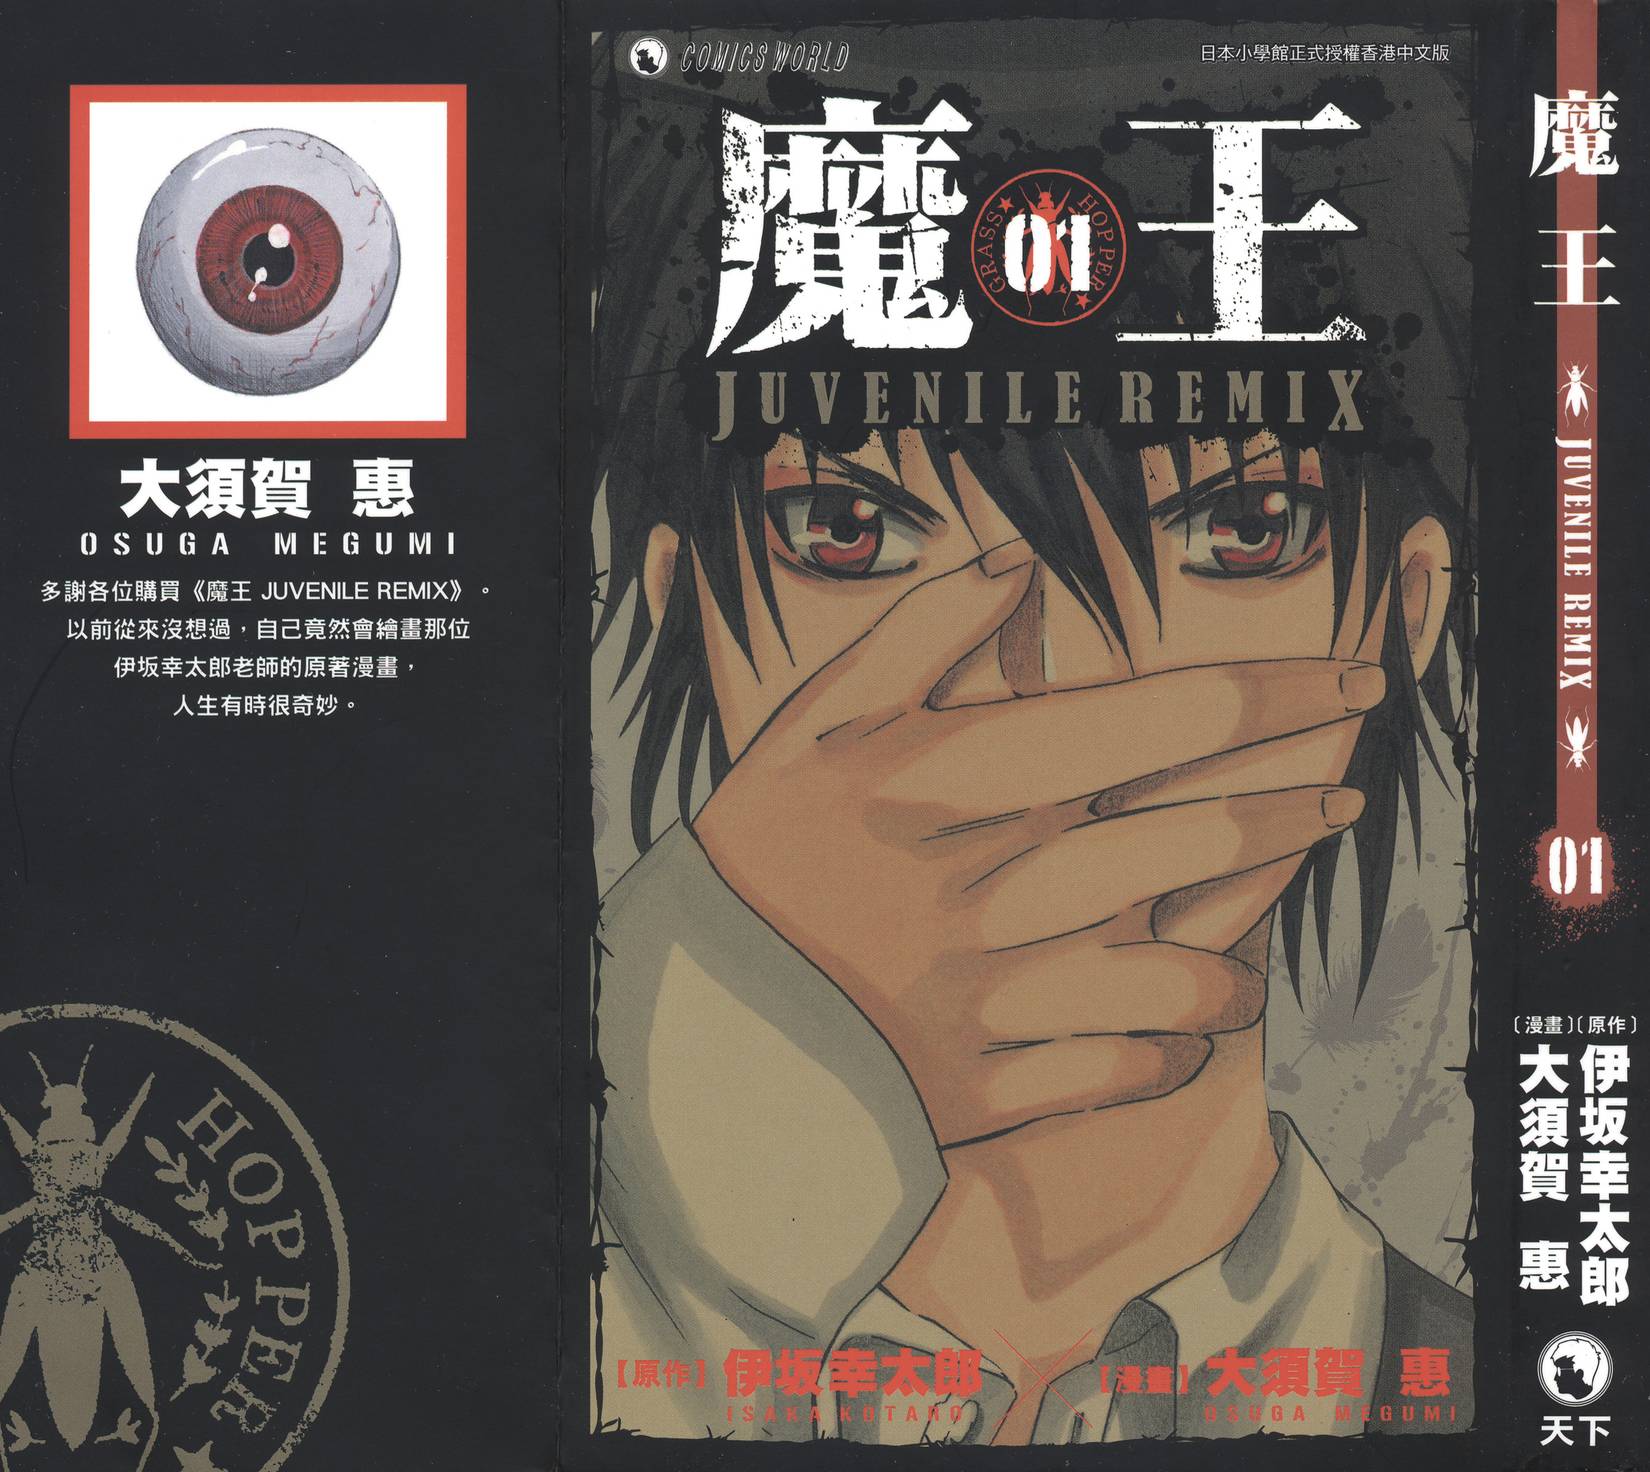 大須賀 惠
OSUGA MEGUMI
多謝各位購買《魔王 JUVENILE REMIX》。
以前從來沒想過，自己竟然會繪畫那位
伊坂幸太郎老師的原著漫畫，
人生有時很奇妙。
HOPPER
COMICS WORLD
日本小學館正式授權香港中文版
魔王
GRASS★HOPPER★
01
JUVENILE REMIX
【原作】伊坂幸太郎
ISAKA KOTARO
【漫畫】大須賀 惠
OSUGA MEGUMI
魔王
JUVENILE REMIX
01
〔原作〕
伊坂幸太郎
〔漫畫〕
大須賀 惠
天下